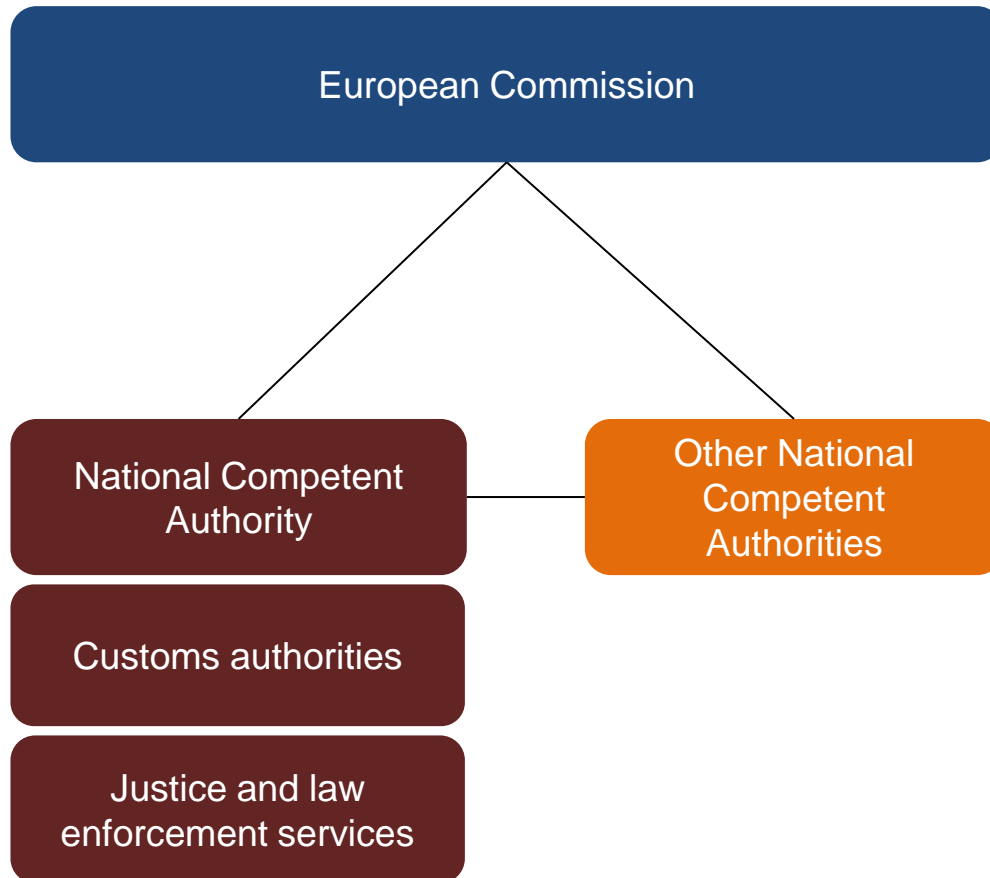 European Commission
National Competent
Authority
Other National
Competent
Authorities
Customs authorities
Justice and law
enforcement services